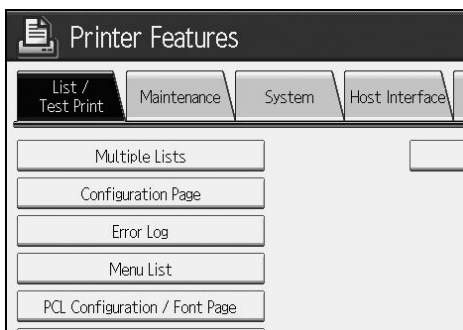 Printer Features
List /
Test Print
Maintenance
System
Host Interface
Multiple Lists
Configuration Page
Error Log
Menu List
PCL Configuration / Font Page